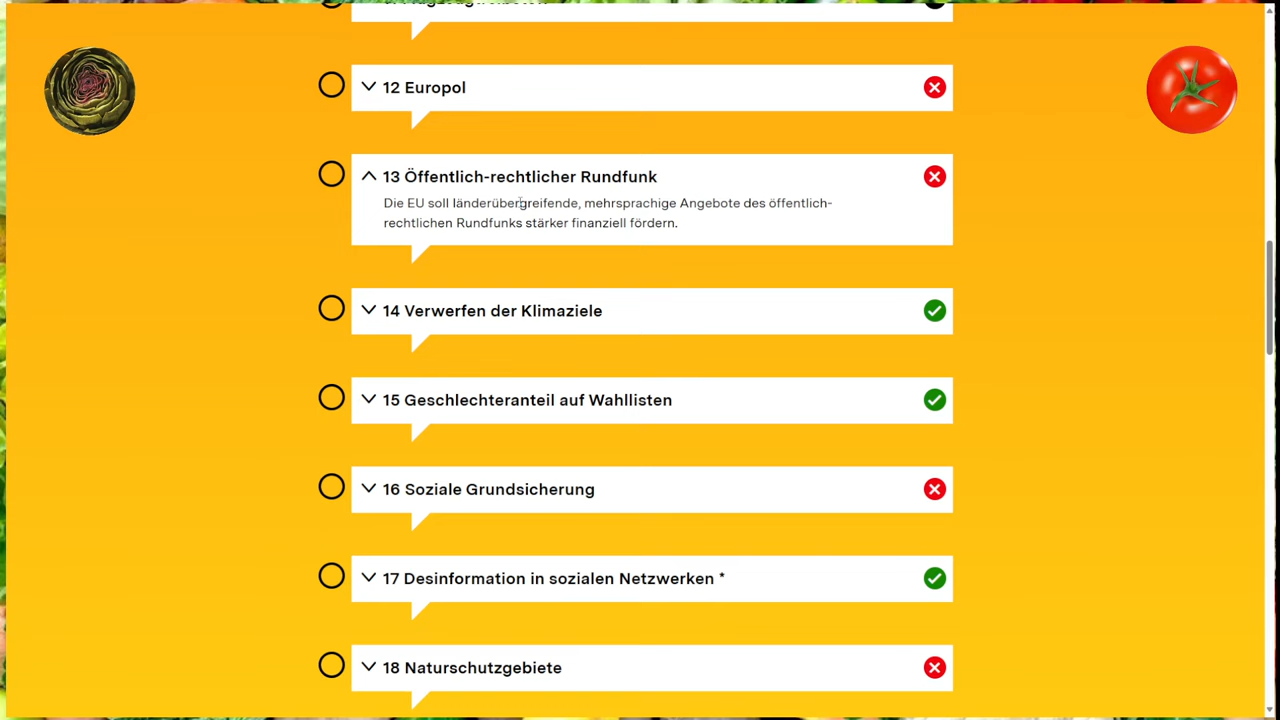 12 Europol
13 Öffentlich-rechtlicher Rundfunk
Die EU soll länderübergreifende, mehrsprachige Angebote des öffentlich-
rechtlichen Rundfunks stärker finanziell fördern.
14 Verwerfen der Klimaziele
15 Geschlechteranteil auf Wahllisten
16 Soziale Grundsicherung
17 Desinformation in sozialen Netzwerken *
18 Naturschutzgebiete